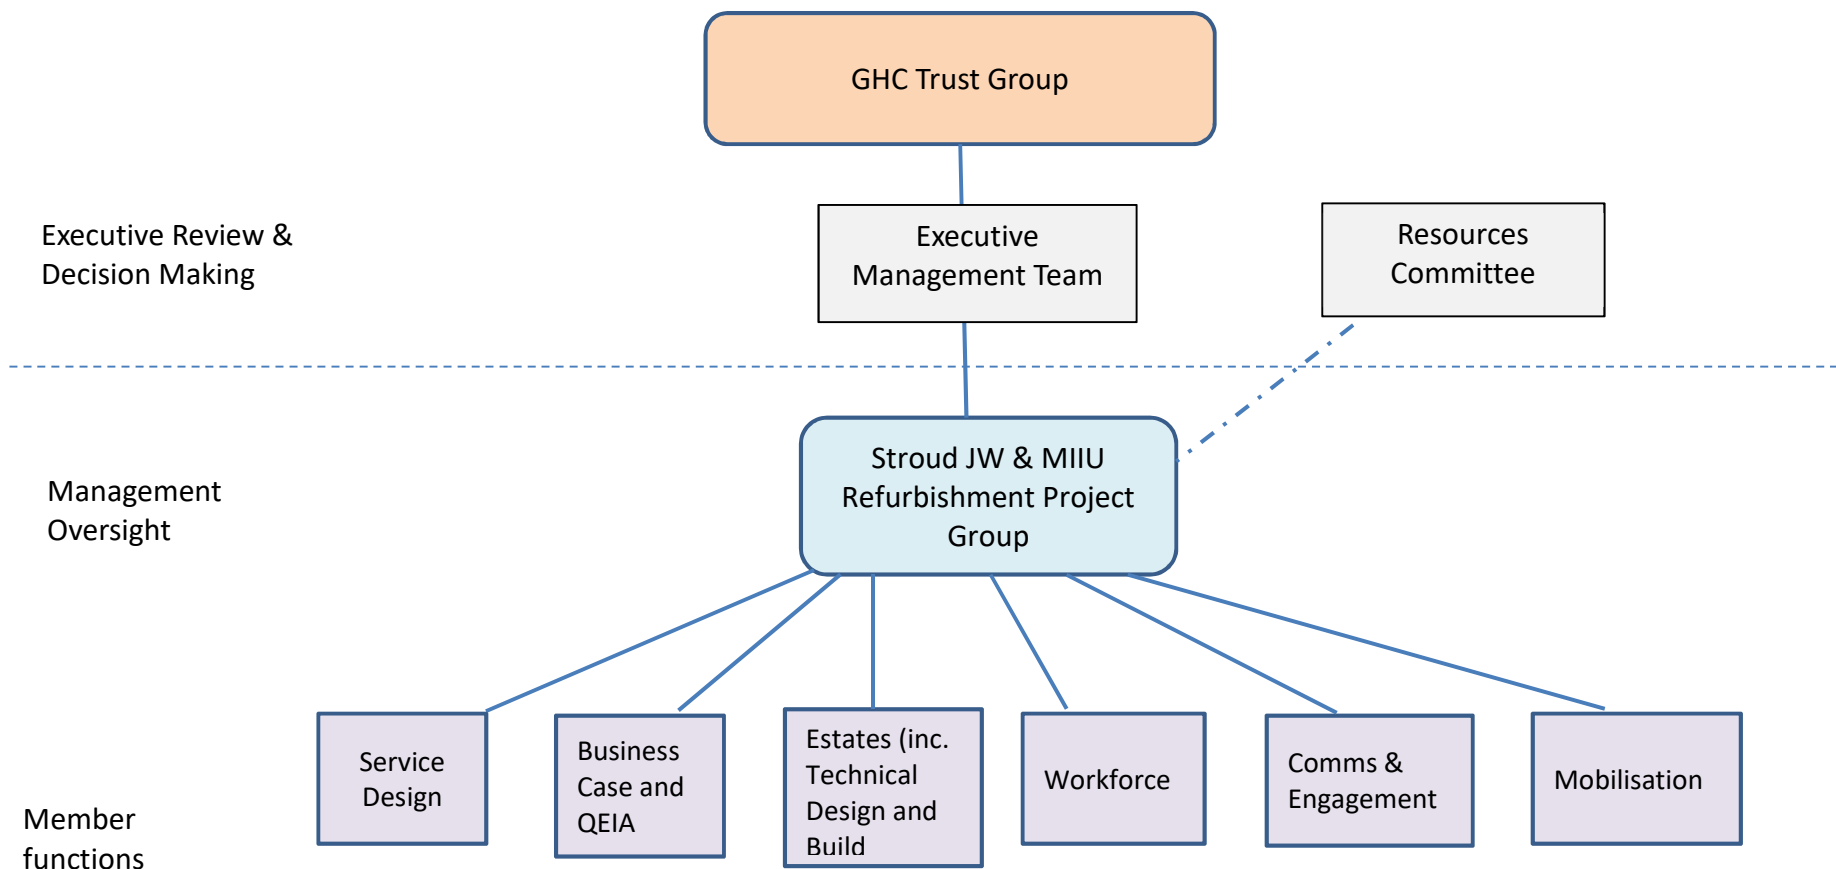 GHC Trust Group
Executive Review &
Decision Making
Executive
Management Team
Resources
Committee
Management
Oversight
Stroud JW & MIIU
Refurbishment Project
Group
Member
functions
Service
Design
Business
Case and
QEIA
Estates (inc.
Technical
Design and
Build
Workforce
Comms &
Engagement
Mobilisation